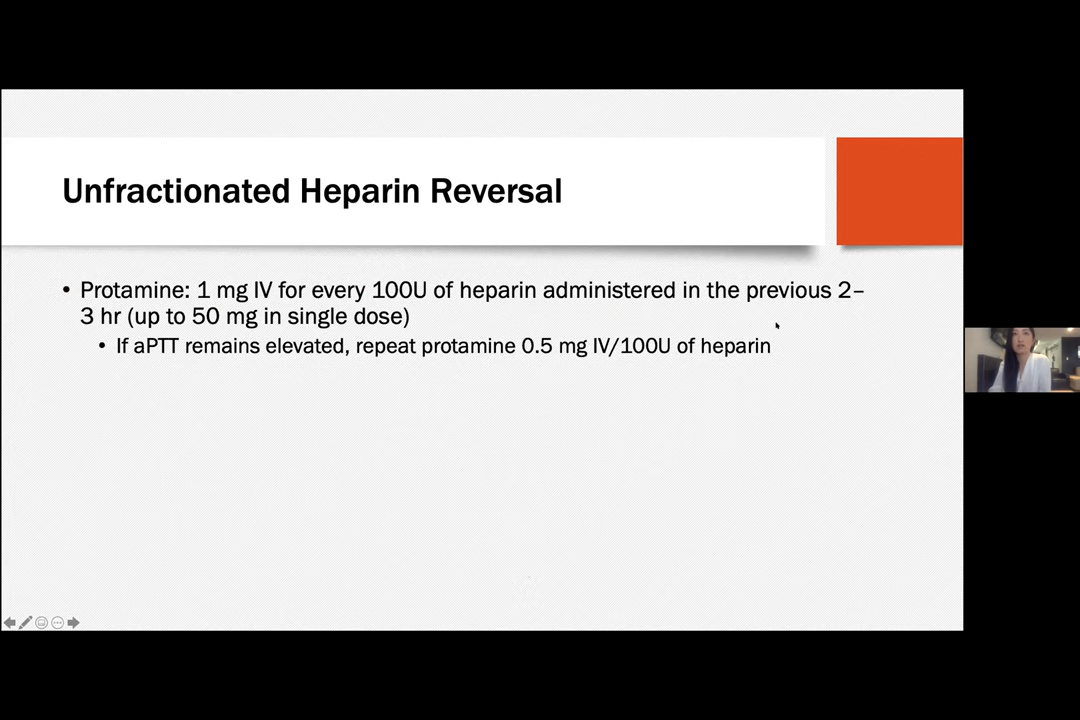 Unfractionated Heparin Reversal
• Protamine: 1 mg IV for every 100U of heparin administered in the previous 2–
3 hr (up to 50 mg in single dose)
• If aPTT remains elevated, repeat protamine 0.5 mg IV/100U of heparin